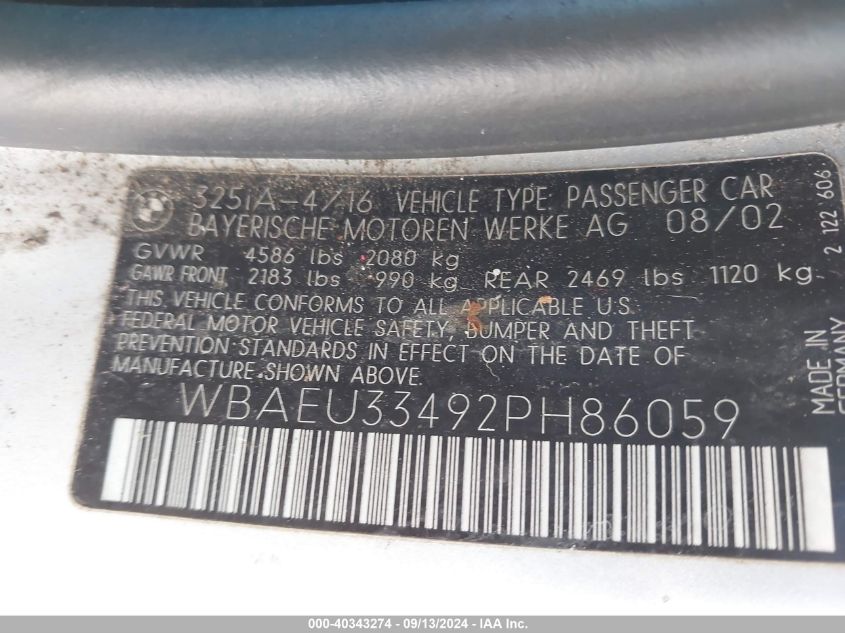 325iA-4/16 VEHICLE TYPE: PASSENGER CAR
BAYERISCHE MOTOREN WERKE AG 08/02
GVWR 4586 lbs 2080 kg
GAWR FRONT 2183 lbs 990 kg REAR 2469 lbs 1120 kg
THIS VEHICLE CONFORMS TO ALL APPLICABLE U.S.
FEDERAL MOTOR VEHICLE SAFETY, BUMPER AND THEFT
PREVENTION STANDARDS IN EFFECT ON THE DATE OF
MANUFACTURE SHOWN ABOVE.
WBAEU33492PH86059
2 122 606
MADE IN
GERMANY
000-40343274 - 09/13/2024 - IAA Inc.